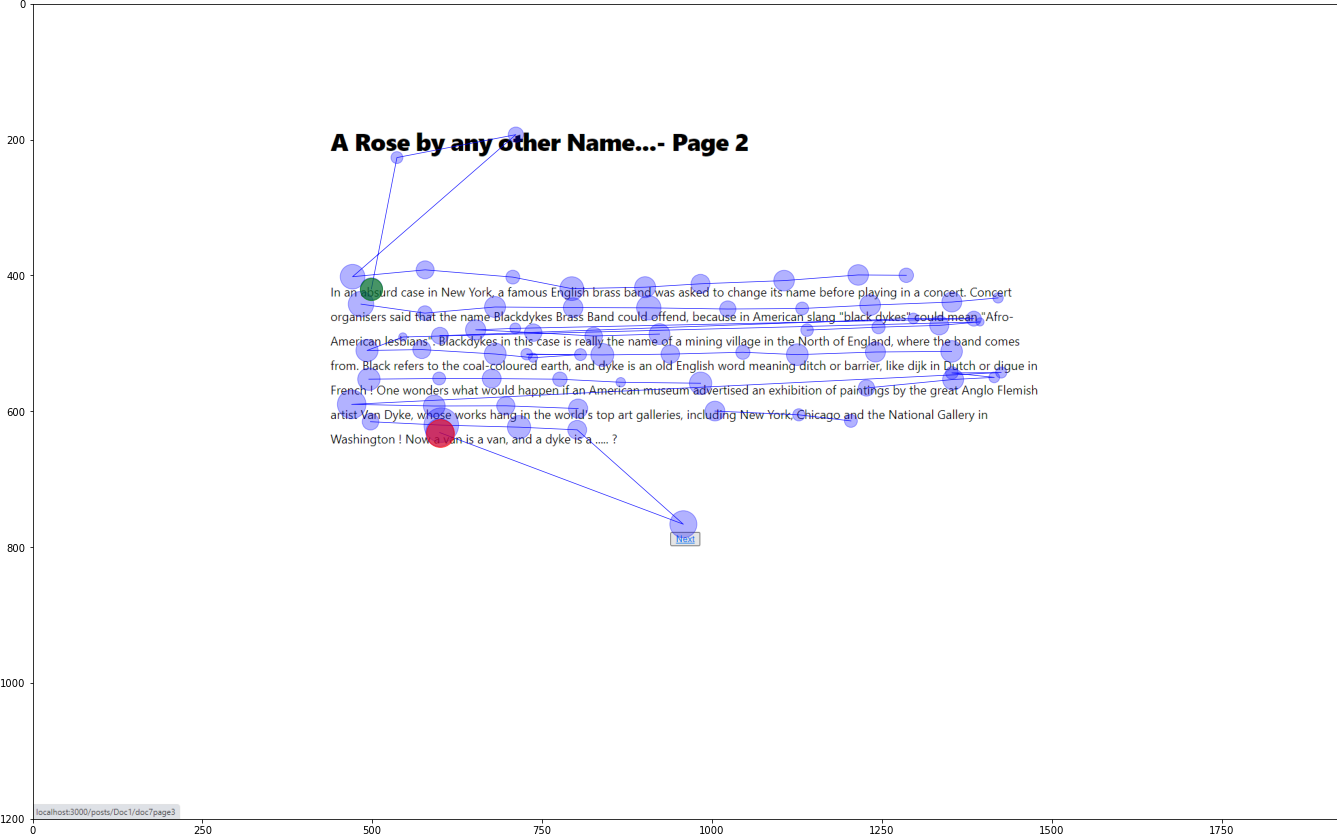 0
200
400
600
800
1000
1200
A Rose by any other Name...- Page 2
In an absurd case in New York, a famous English brass band was asked to change its name before playing in a concert. Concert
organisers said that the name Blackdykes Brass Band could offend, because in American slang "black dykes" could mean "Afro-
American lesbians". Blackdykes in this case is really the name of a mining village in the North of England, where the band comes
from. Black refers to the coal-coloured earth, and dyke is an old English word meaning ditch or barrier, like dijk in Dutch or digue in
French ! One wonders what would happen if an American museum advertised an exhibition of paintings by the great Anglo Flemish
artist Van Dyke, whose works hang in the world's top art galleries, including New York, Chicago and the National Gallery in
Washington ! Now a van is a van, and a dyke is a ..... ?
Next
localhost:3000/posts/Doc1/doc7page3
0 250 500 750 1000 1250 1500 1750